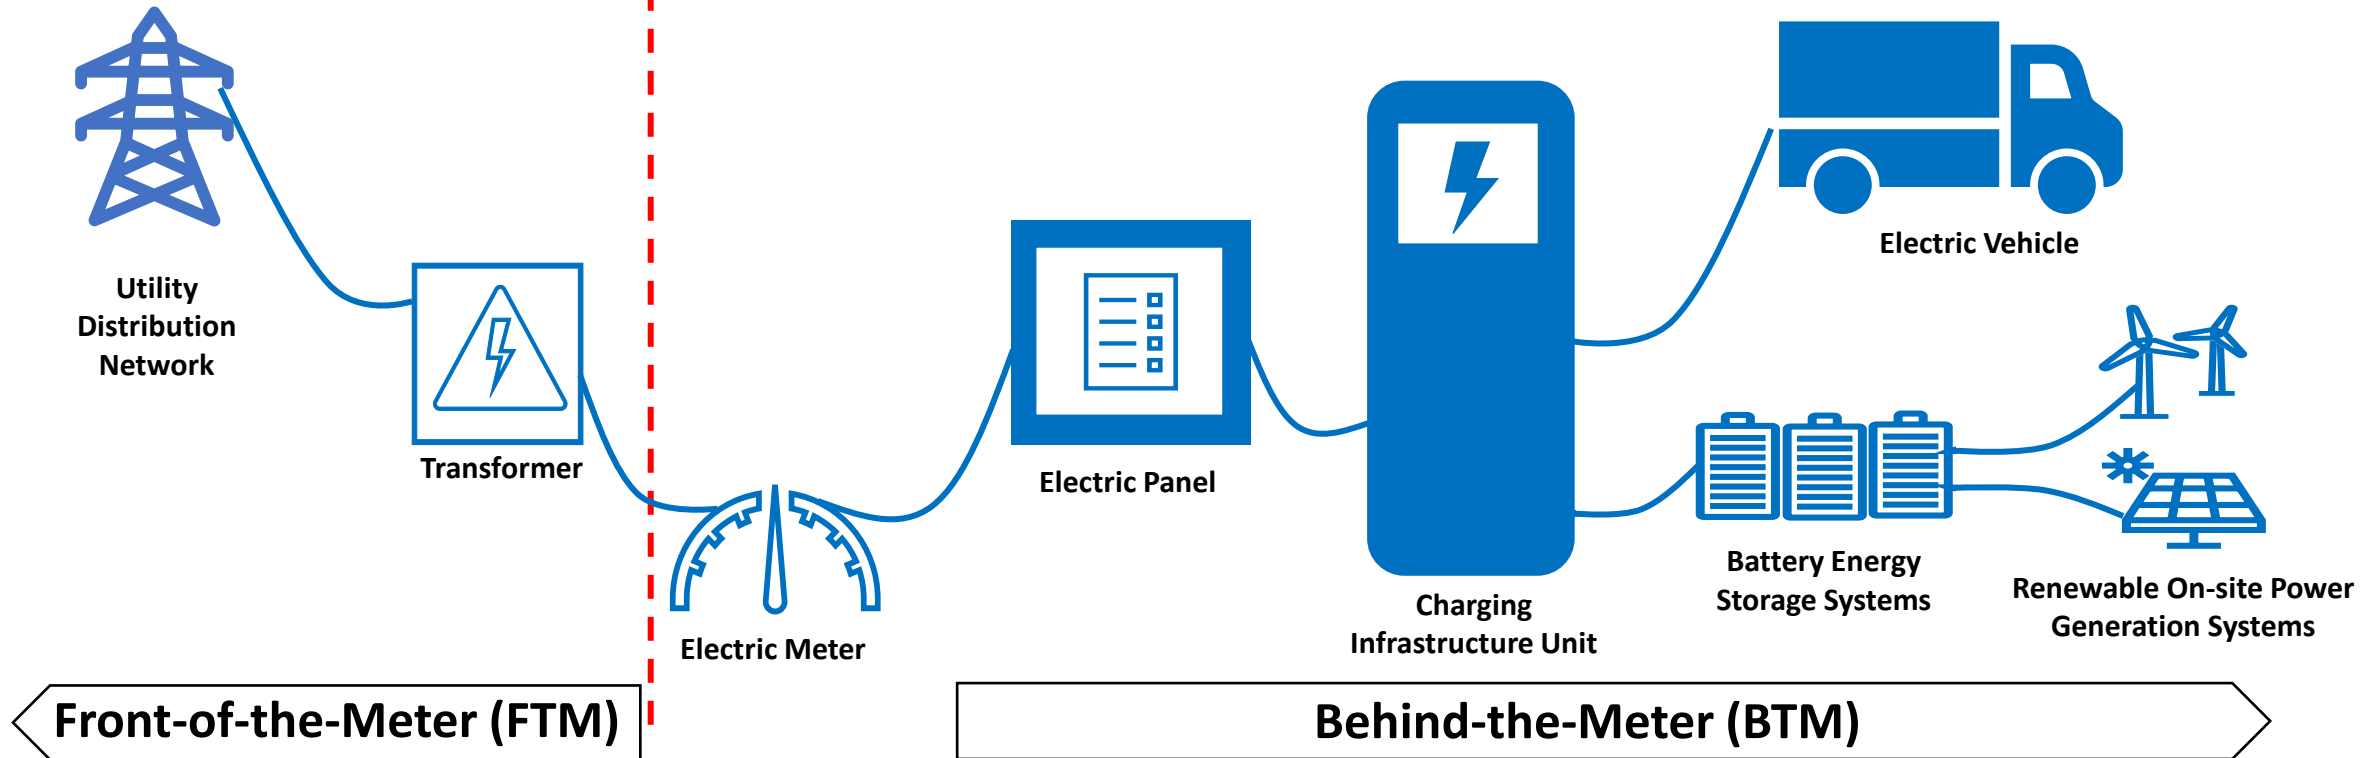 Utility
Distribution
Network
Transformer
Electric Meter
Electric Panel
Charging
Infrastructure Unit
Electric Vehicle
Battery Energy
Storage Systems
Renewable On-site Power
Generation Systems
Front-of-the-Meter (FTM)
Behind-the-Meter (BTM)